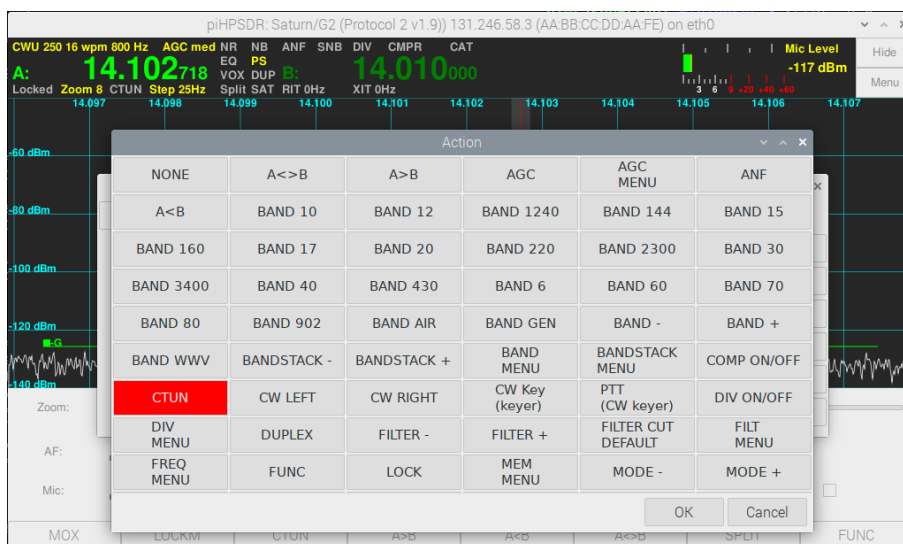 piHPSDR: Saturn/G2 (Protocol 2 v1.9)) 131.246.58.3 (AA:BB:CC:DD:AA:FE) on eth0
CWU 250 16 wpm 800 Hz AGC med NR NB ANF SNB DIV CMPR CAT
EQ PS
A: 14.102718 VOX DUP B: 14.010000
Locked Zoom 8 CTUN Step 25Hz Split SAT RIT 0Hz XIT 0Hz
Mic Level
-117 dBm
3 6 9 +20 +40 +60
Hide
Menu
14.097 14.098 14.099 14.100 14.101 14.102 14.103 14.104 14.105 14.106 14.107
-60 dBm
-80 dBm
-100 dBm
-120 dBm
-G
-140 dBm
Action
NONE A<>B A>B AGC AGC MENU ANF
A<B BAND 10 BAND 12 BAND 1240 BAND 144 BAND 15
BAND 160 BAND 17 BAND 20 BAND 220 BAND 2300 BAND 30
BAND 3400 BAND 40 BAND 430 BAND 6 BAND 60 BAND 70
BAND 80 BAND 902 BAND AIR BAND GEN BAND - BAND +
BAND WWV BANDSTACK - BANDSTACK + BAND MENU BANDSTACK MENU COMP ON/OFF
CTUN CW LEFT CW RIGHT CW Key (keyer) PTT (CW keyer) DIV ON/OFF
DIV MENU DUPLEX FILTER - FILTER + FILTER CUT DEFAULT FILT MENU
FREQ MENU FUNC LOCK MEM MENU MODE - MODE +
OK Cancel
Zoom:
AF:
Mic:
MOX LOCKM CTUN A>B A<B A<>B SPLIT FUNC